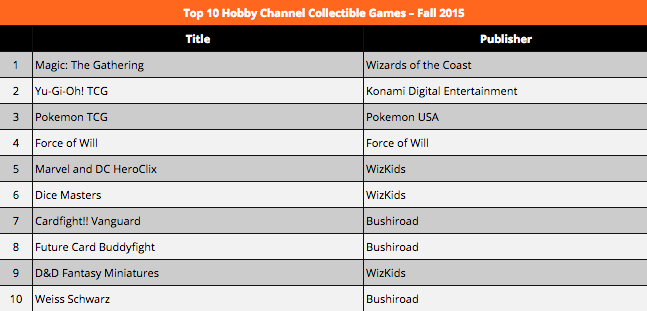 Top 10 Hobby Channel Collectible Games – Fall 2015
Title Publisher
1 Magic: The Gathering Wizards of the Coast
2 Yu-Gi-Oh! TCG Konami Digital Entertainment
3 Pokemon TCG Pokemon USA
4 Force of Will Force of Will
5 Marvel and DC HeroClix WizKids
6 Dice Masters WizKids
7 Cardfight!! Vanguard Bushiroad
8 Future Card Buddyfight Bushiroad
9 D&D Fantasy Miniatures WizKids
10 Weiss Schwarz Bushiroad